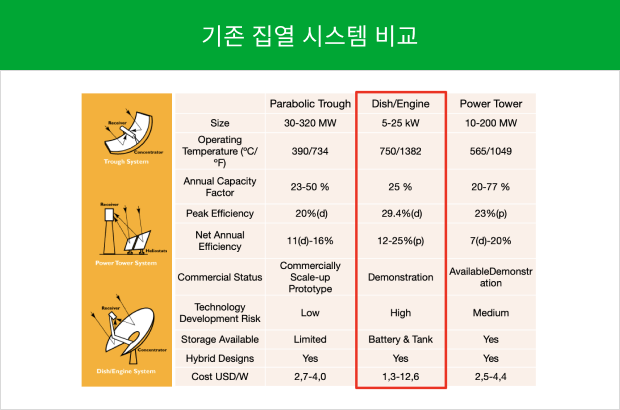 기존 집열 시스템 비교
Receiver
Concentrator
Trough System
Receiver
Heliostats
Power Tower System
Receiver
Concentrator
Dish/Engine System
Parabolic Trough Dish/Engine Power Tower
Size 30-320 MW 5-25 kW 10-200 MW
Operating
Temperature (ºC/
ºF) 390/734 750/1382 565/1049
Annual Capacity
Factor 23-50 % 25 % 20-77 %
Peak Efficiency 20%(d) 29.4%(d) 23%(p)
Net Annual
Efficiency 11(d)-16% 12-25%(p) 7(d)-20%
Commercial Status Commercially
Scale-up
Prototype Demonstration AvailableDemonstr
ation
Technology
Development Risk Low High Medium
Storage Available Limited Battery & Tank Yes
Hybrid Designs Yes Yes Yes
Cost USD/W 2,7-4,0 1,3-12,6 2,5-4,4